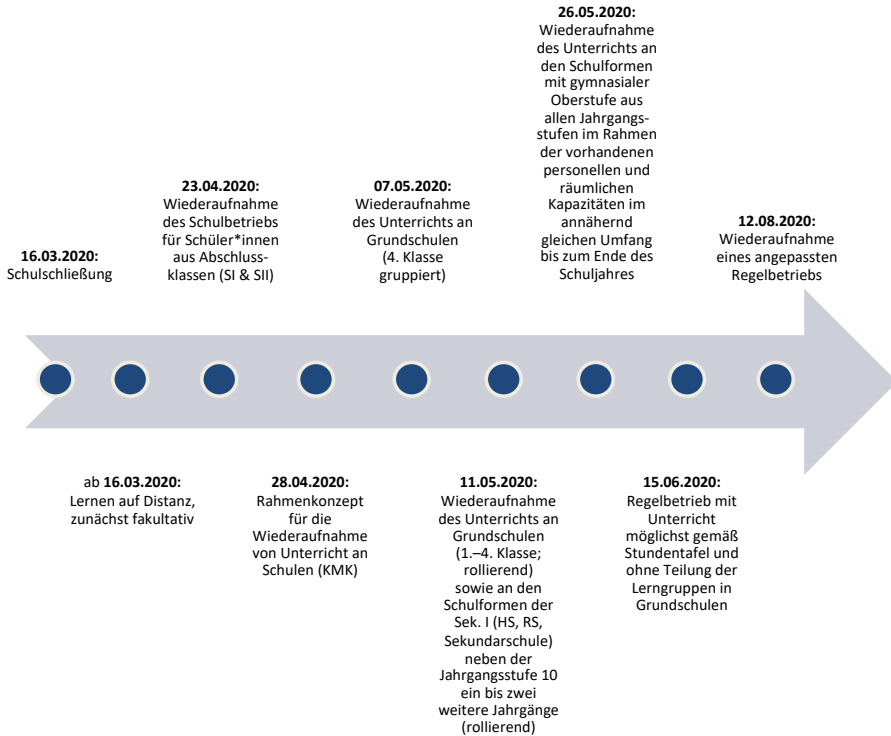 16.03.2020:
Schulschließung
ab 16.03.2020:
Lernen auf Distanz,
zunächst fakultativ
23.04.2020:
Wiederaufnahme
des Schulbetriebs
für Schüler*innen
aus Abschluss-
klassen (SI & SII)
28.04.2020:
Rahmenkonzept
für die
Wiederaufnahme
von Unterricht an
Schulen (KMK)
07.05.2020:
Wiederaufnahme
des Unterrichts an
Grundschulen
(4. Klasse
gruppiert)
11.05.2020:
Wiederaufnahme
des Unterrichts an
Grundschulen
(1.–4. Klasse;
rollierend)
sowie an den
Schulformen der
Sek. I (HS, RS,
Sekundarschule)
neben der
Jahrgangsstufe 10
ein bis zwei
weitere Jahrgänge
(rollierend)
26.05.2020:
Wiederaufnahme
des Unterrichts an
den Schulformen
mit gymnasialer
Oberstufe aus
allen Jahrgangs-
stufen im Rahmen
der vorhandenen
personellen und
räumlichen
Kapazitäten im
annähernd
gleichen Umfang
bis zum Ende des
Schuljahres
15.06.2020:
Regelbetrieb mit
Unterricht
möglichst gemäß
Stundentafel und
ohne Teilung der
Lerngruppen in
Grundschulen
12.08.2020:
Wiederaufnahme
eines angepassten
Regelbetriebs